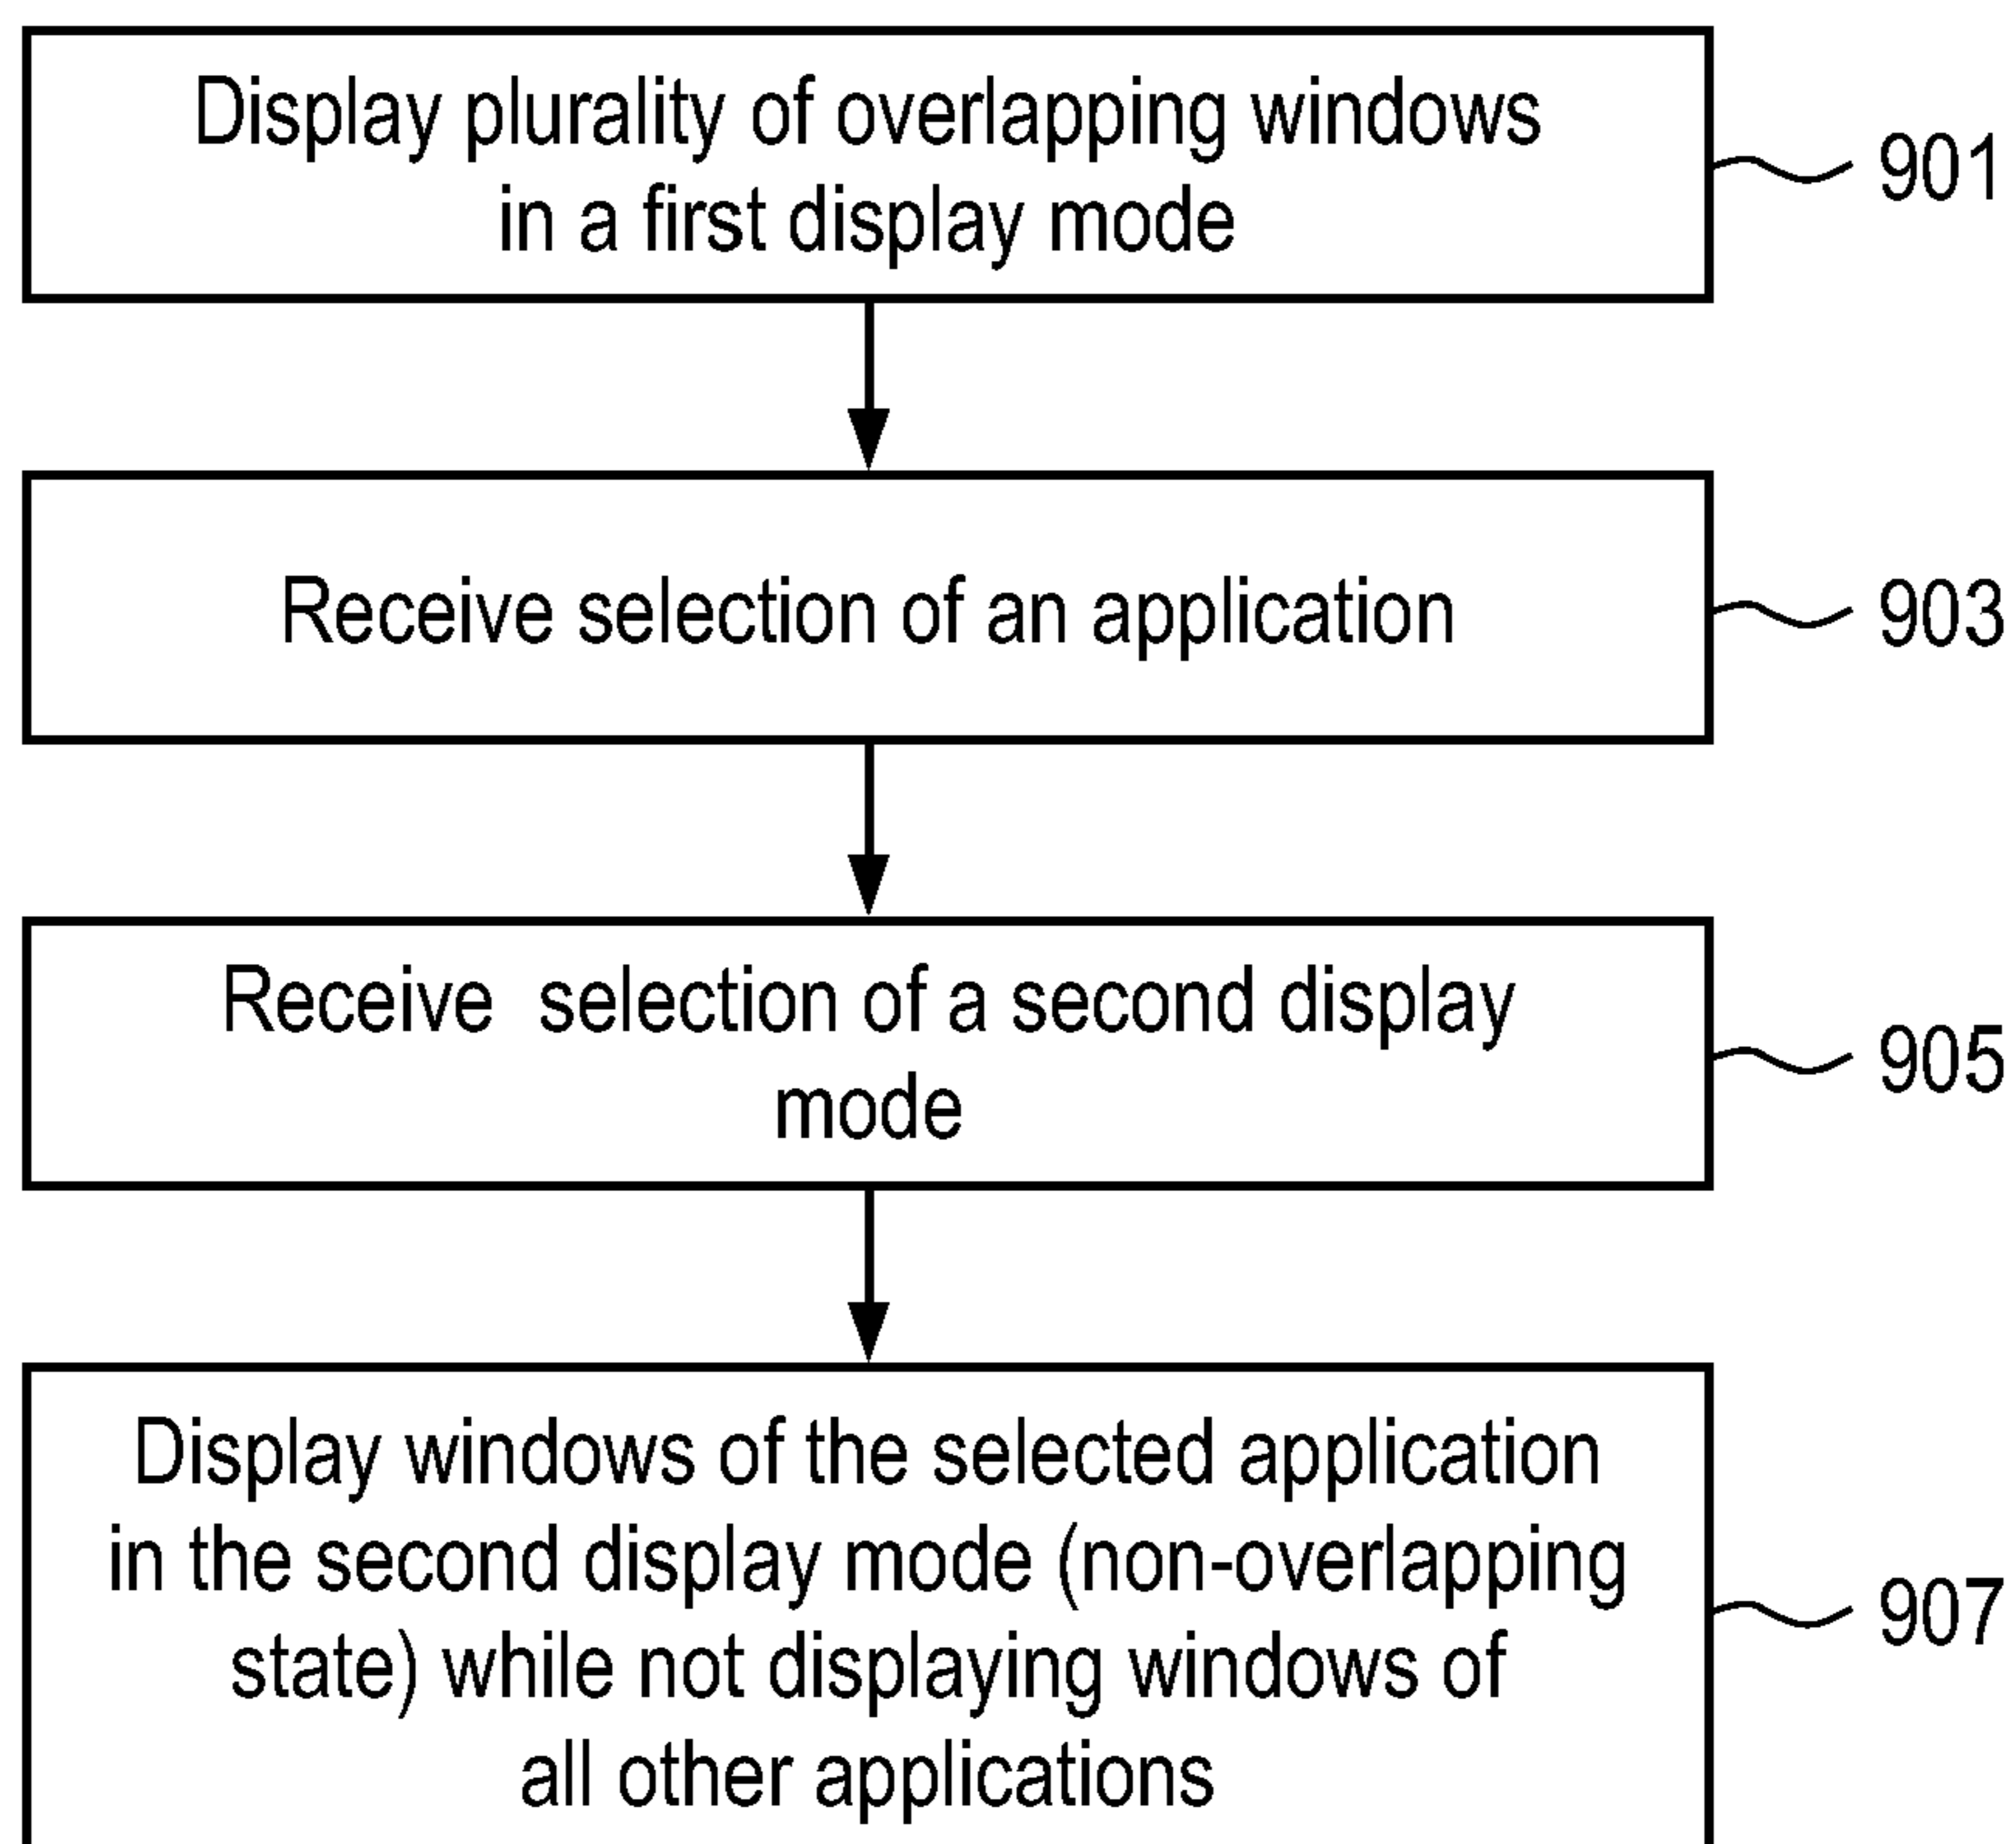 Display plurality of overlapping windows
in a first display mode
901
Receive selection of an application
903
Receive selection of a second display
mode
905
Display windows of the selected application
in the second display mode (non-overlapping
state) while not displaying windows of
all other applications
907